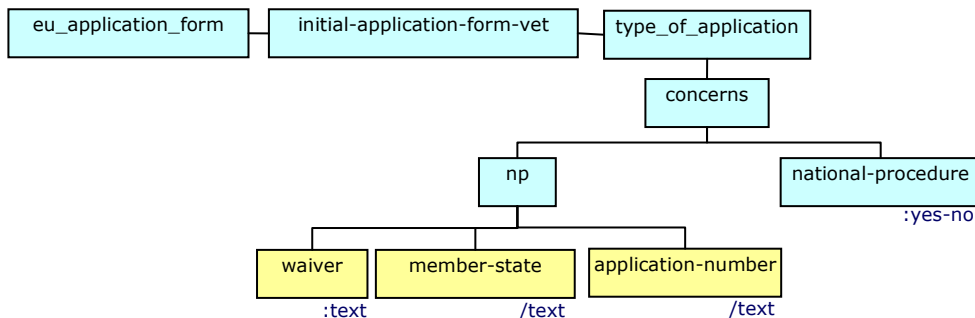 eu_application_form
initial-application-form-vet
type_of_application
concerns
np
national-procedure
:yes-no
waiver
member-state
application-number
:text
/text
/text